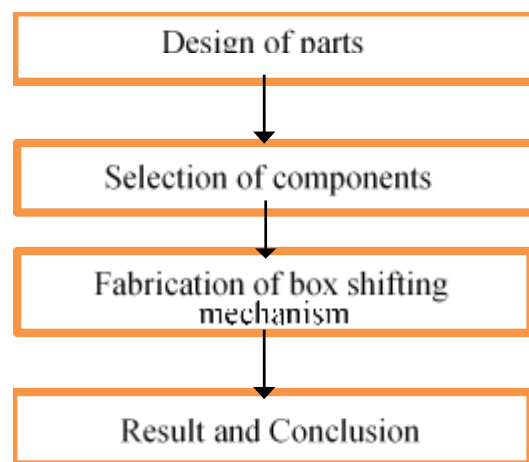 Design of parts
Selection of components
Fabrication of box shifting
mechanism
Result and Conclusion